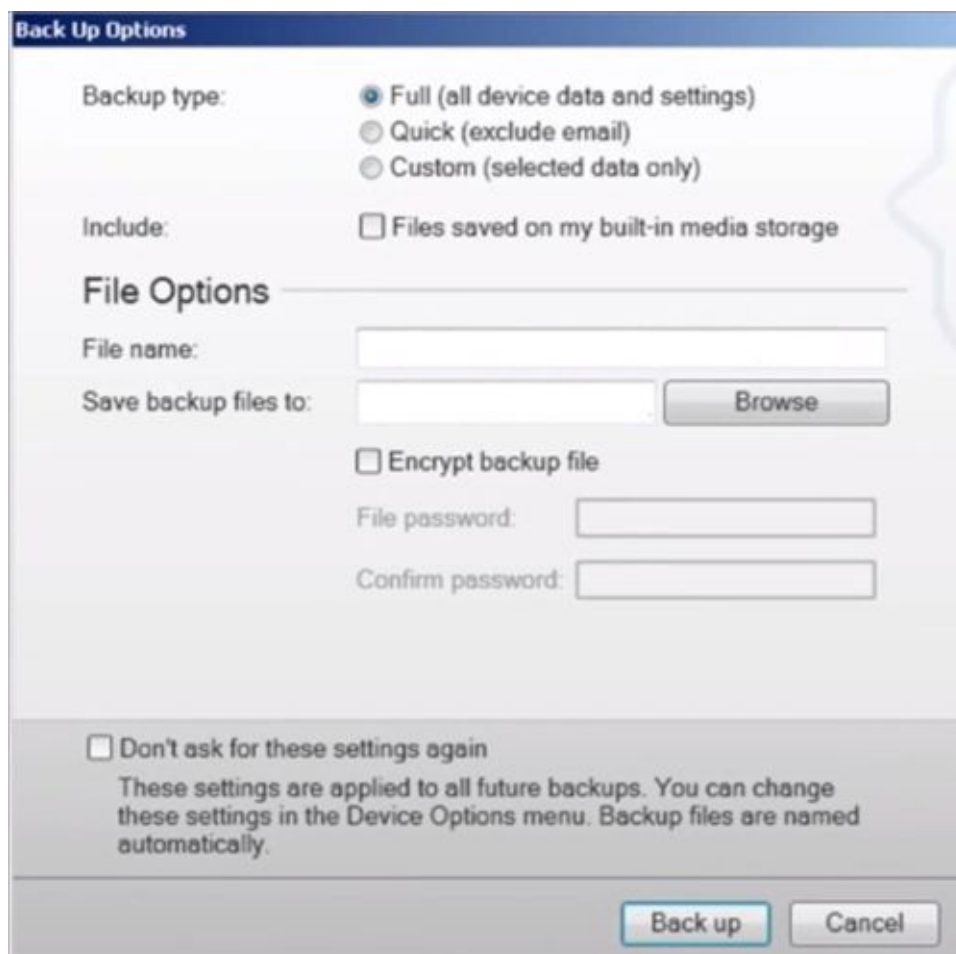 Back Up Options
Backup type:
Full (all device data and settings)
Quick (exclude email)
Custom (selected data only)
Include:
Files saved on my built-in media storage
File Options
File name:
Save backup files to:
Browse
Encrypt backup file
File password:
Confirm password:
Don't ask for these settings again
These settings are applied to all future backups. You can change
these settings in the Device Options menu. Backup files are named
automatically.
Back up
Cancel